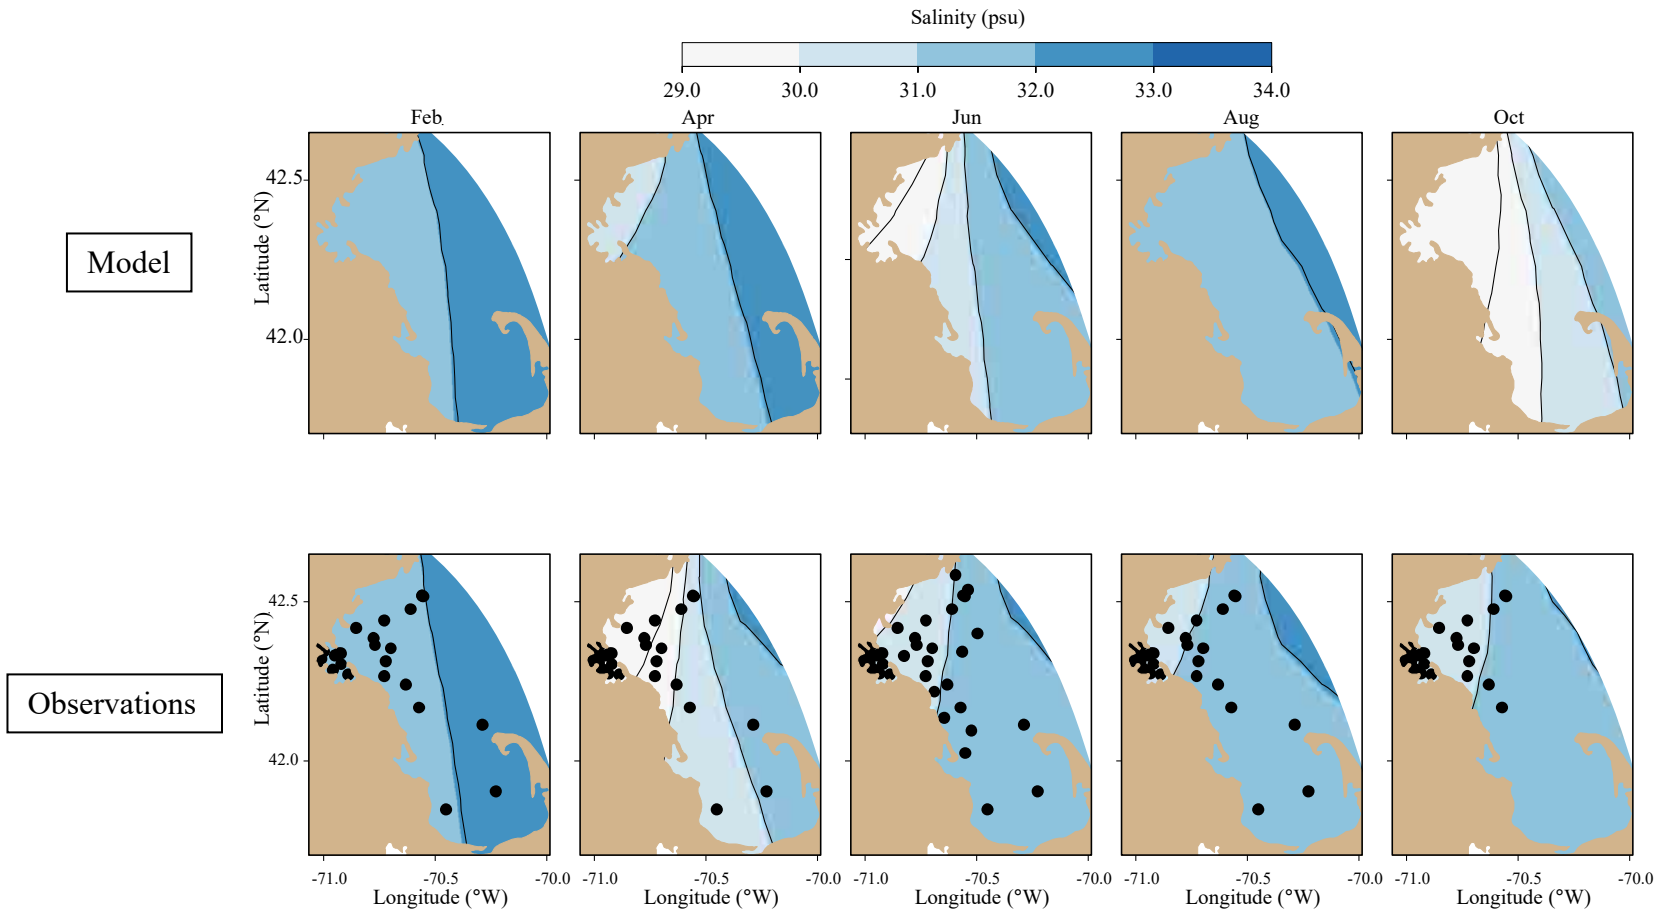 Salinity (psu)
29.0 30.0 31.0 32.0 33.0 34.0
Feb. Apr Jun Aug Oct
Model
Latitude (°N)
42.5
42.0
Observations
Latitude (°N)
42.5
42.0
-71.0 -70.5 -70.0 -71.0 -70.5 -70.0 -71.0 -70.5 -70.0 -71.0 -70.5 -70.0 -71.0 -70.5 -70.0
Longitude (°W) Longitude (°W) Longitude (°W) Longitude (°W) Longitude (°W)